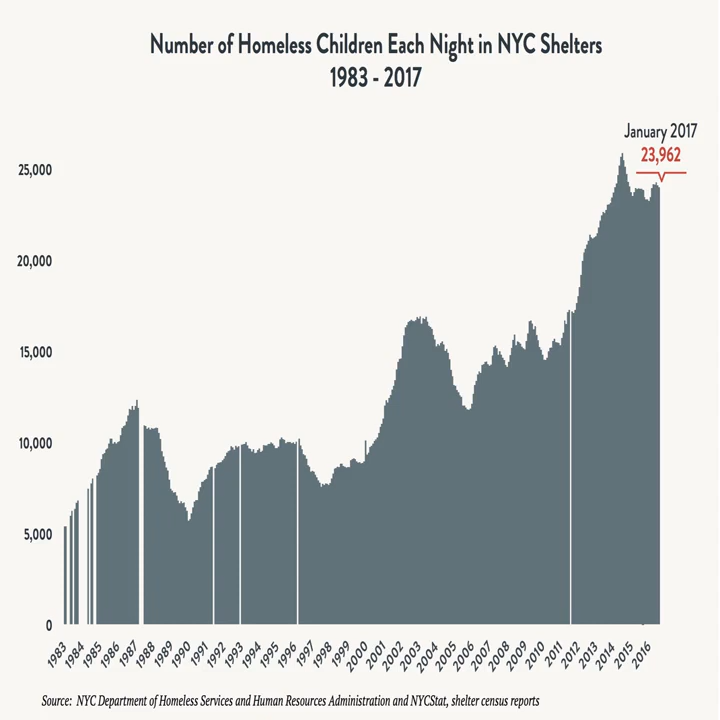 Number of Homeless Children Each Night in NYC Shelters
1983 - 2017
January 2017
23,962
25,000
20,000
15,000
10,000
5,000
0
1983 1984 1985 1986 1987 1988 1989 1990 1991 1992 1993 1994 1995 1996 1997 1998 1999 2000 2001 2002 2003 2004 2005 2006 2007 2008 2009 2010 2011 2012 2013 2014 2015 2016
Source: NYC Department of Homeless Services and Human Resources Administration and NYCStat, shelter census reports